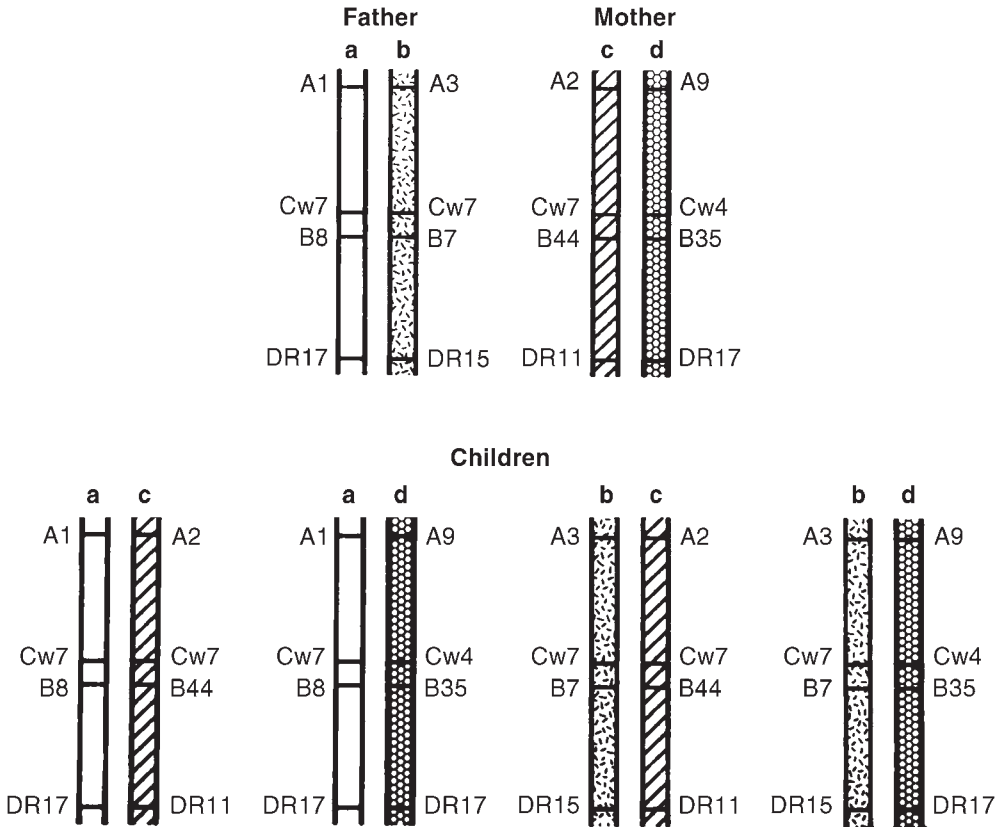 Father Mother
a b c d
A1 A3 A2 A9
Cw7 Cw7 Cw7 Cw4
B8 B7 B44 B35
DR17 DR15 DR11 DR17
Children
a c a d b c b d
A1 A2 A1 A9 A3 A2 A3 A9
Cw7 Cw7 Cw7 Cw4 Cw7 Cw7 Cw7 Cw4
B8 B44 B8 B35 B7 B44 B7 B35
DR17 DR11 DR17 DR17 DR15 DR11 DR15 DR17